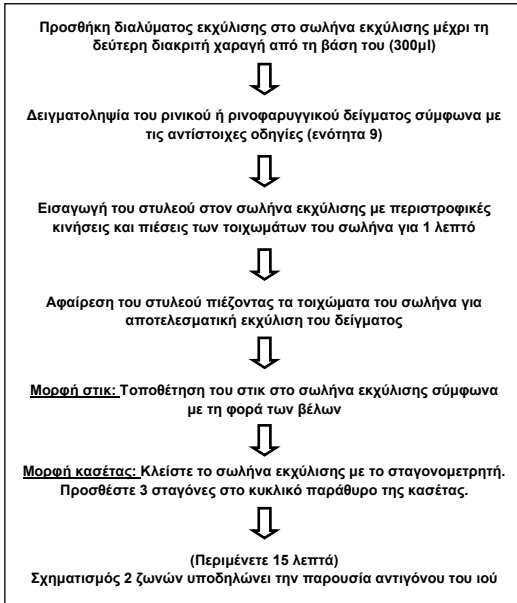 Προσθήκη διαλύματος εκχύλισης στο σωλήνα εκχύλισης μέχρι τη
δεύτερη διακριτή χαραγή από τη βάση του (300μl)
Δειγματοληψία του ρινικού ή ρινοφαρυγγικού δείγματος σύμφωνα με
τις αντίστοιχες οδηγίες (ενότητα 9)
Εισαγωγή του στυλεού στον σωλήνα εκχύλισης με περιστροφικές
κινήσεις και πιέσεις των τοιχωμάτων του σωλήνα για 1 λεπτό
Αφαίρεση του στυλεού πιέζοντας τα τοιχώματα του σωλήνα για
αποτελεσματική εκχύλιση του δείγματος
Μορφή στικ: Τοποθέτηση του στικ στο σωλήνα εκχύλισης σύμφωνα
με τη φορά των βέλων
Μορφή κασέτας: Κλείστε το σωλήνα εκχύλισης με το σταγονομετρητή.
Προσθέστε 3 σταγόνες στο κυκλικό παράθυρο της κασέτας.
(Περιμένετε 15 λεπτά)
Σχηματισμός 2 ζωνών υποδηλώνει την παρουσία αντιγόνου του ιού